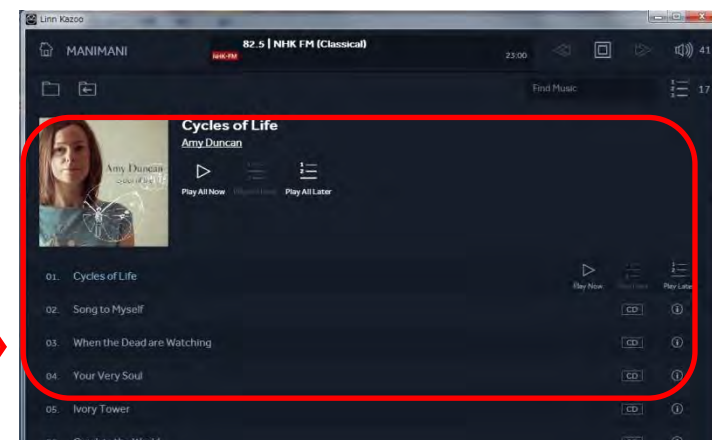 Linn Kazoo
MANIMANI
NHK-FM
82.5 | NHK FM (Classical)
23:00
41
Find Music
17
Cycles of Life
Amy Duncan
Amy Duncan
Play All Now
Play All Later
01. Cycles of Life
Play Now
Play Later
02. Song to Myself CD
03. When the Dead are Watching CD
04. Your Very Soul CD
05. Ivory Tower CD